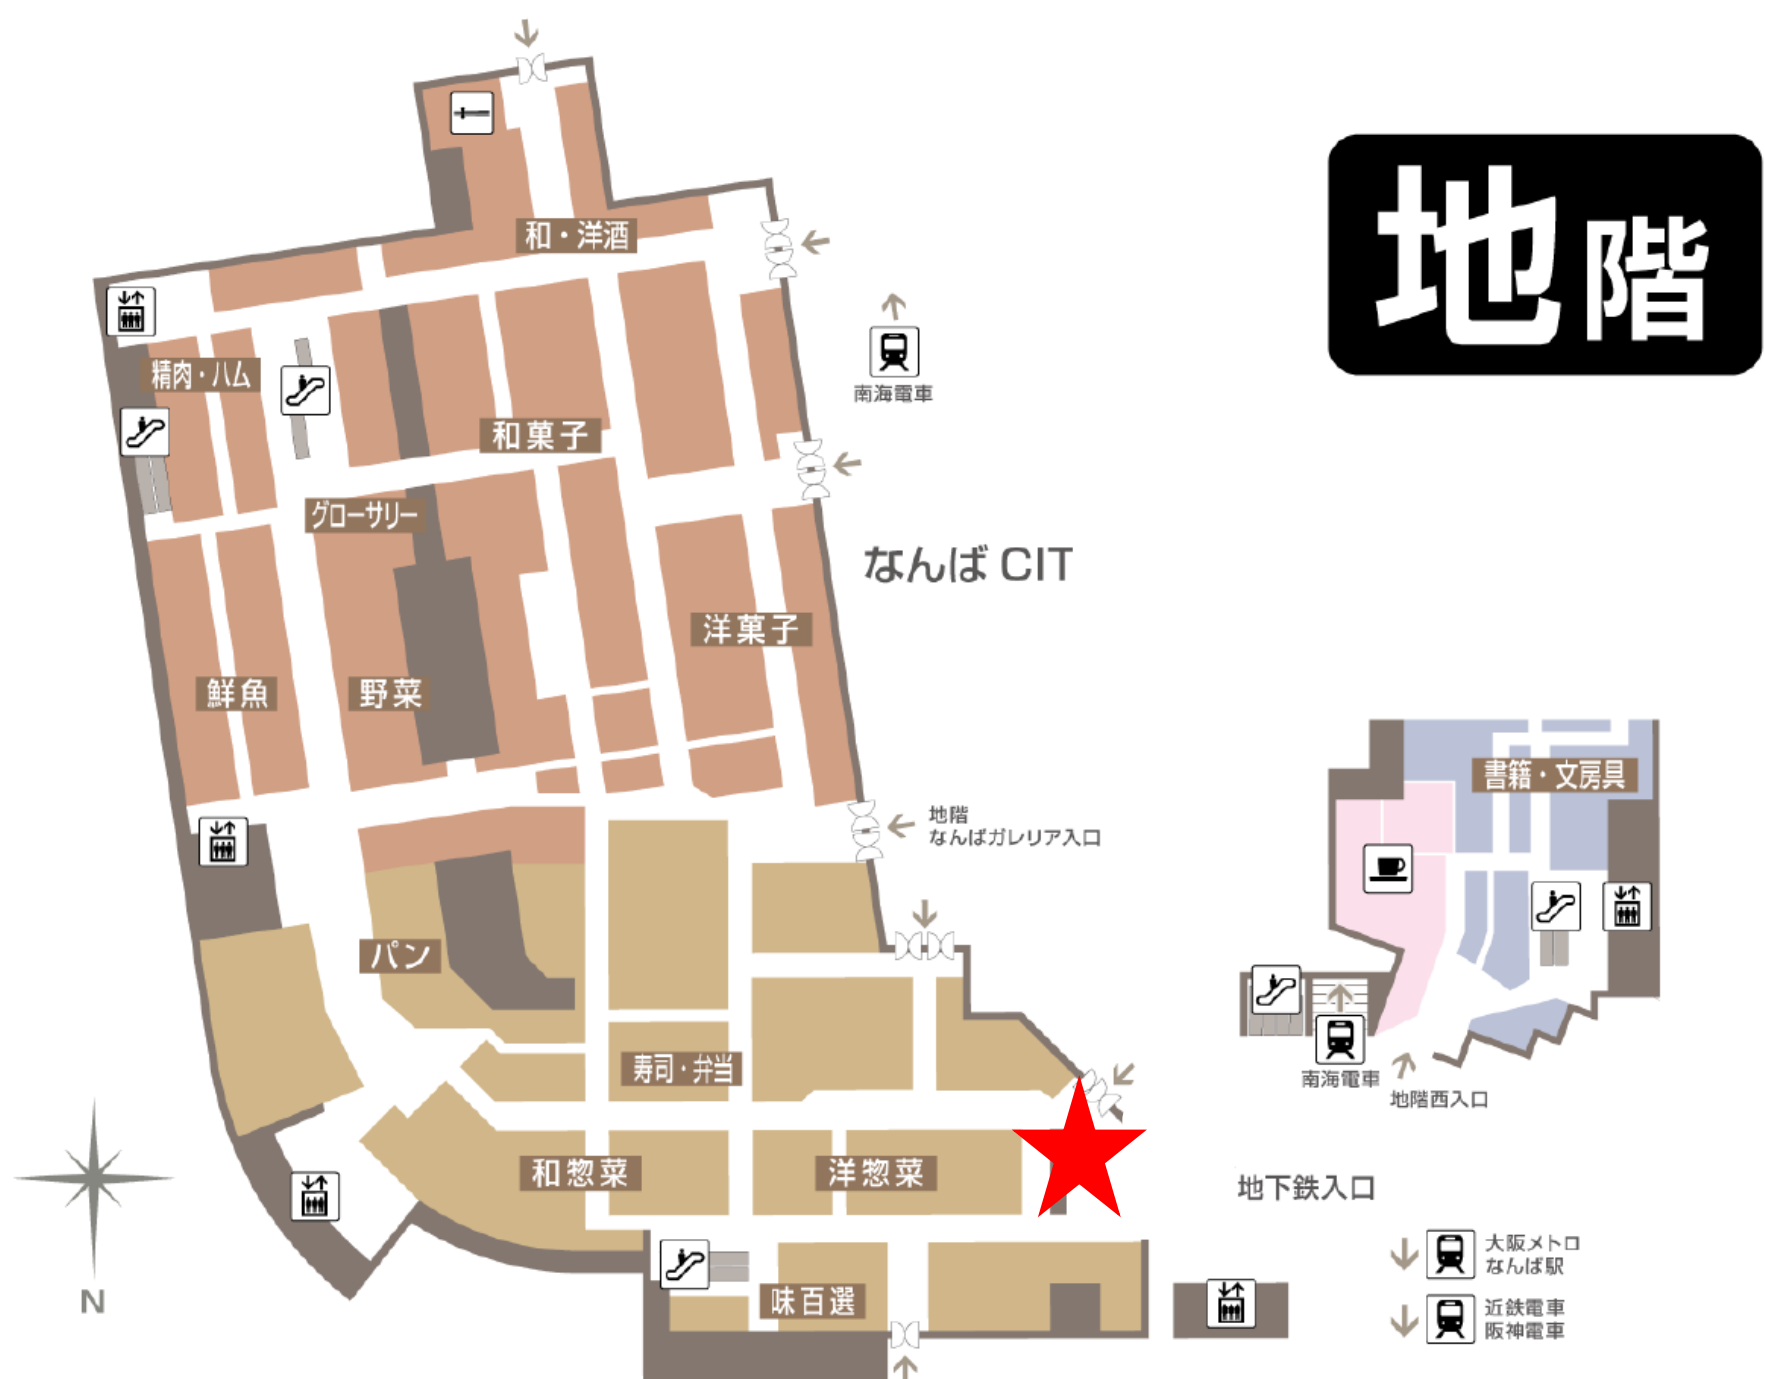 地階
和・洋酒
精肉・ハム
南海電車
和菓子
グローサリー
なんば CIT
洋菓子
鮮魚
野菜
書籍・文房具
地階
なんばガレリア入口
パン
寿司・弁当
南海電車
地階西入口
和惣菜
洋惣菜
地下鉄入口
大阪メトロ
なんば駅
味百選
近鉄電車
阪神電車
N